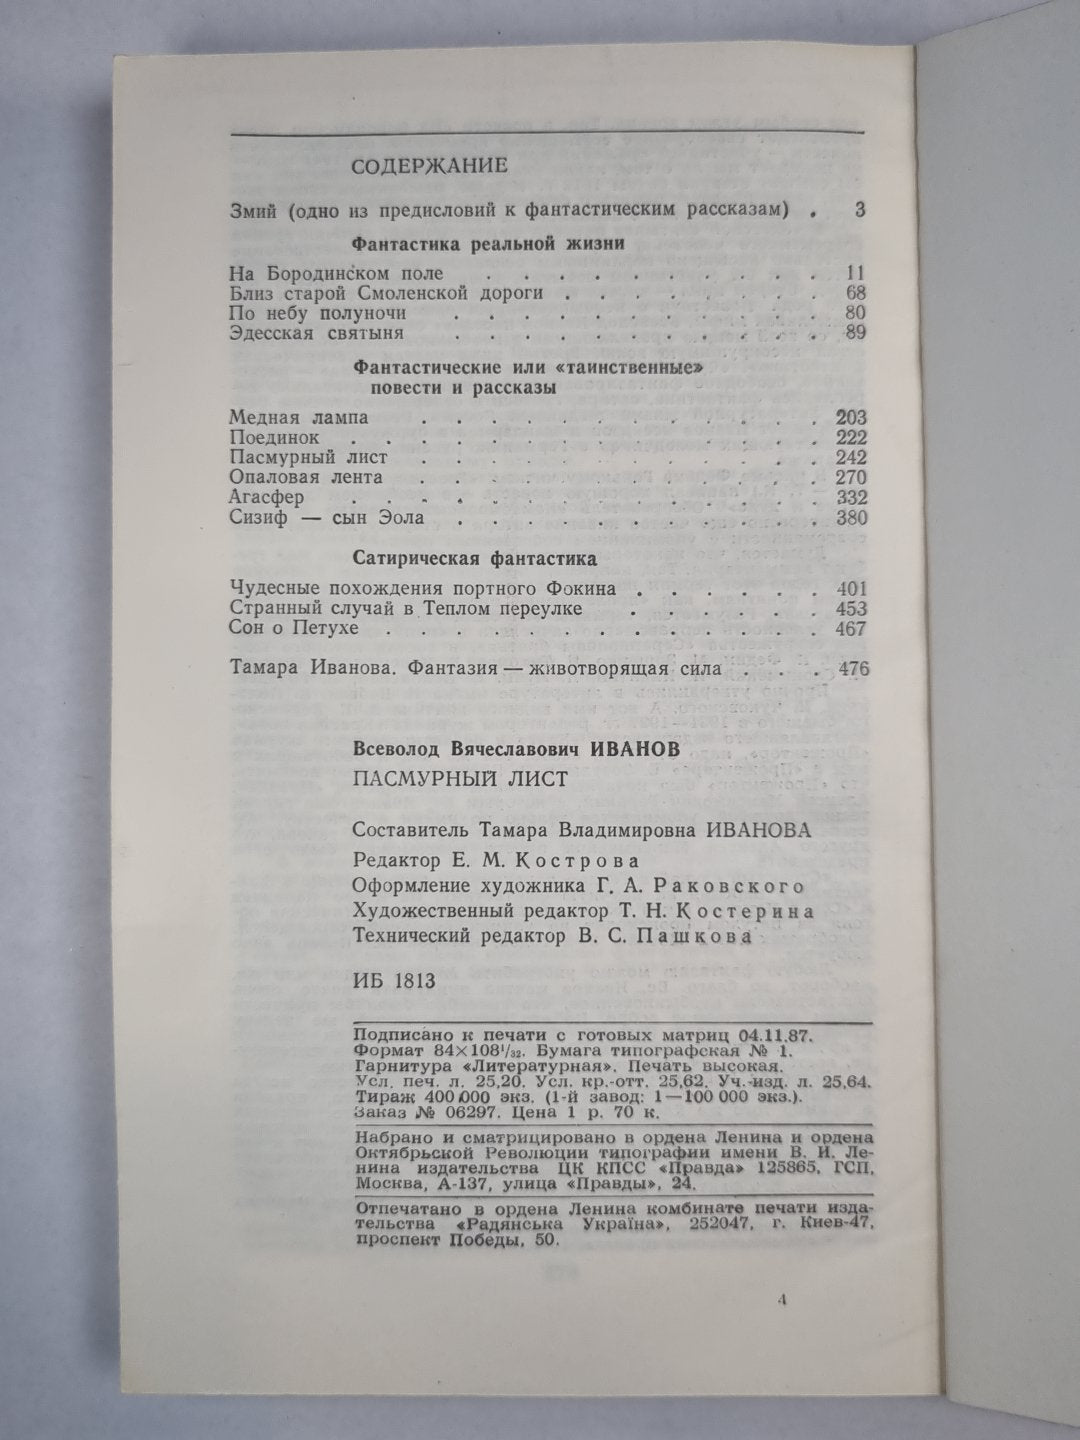 СОДЕРЖАНИЕ
Змий (одно из предисловий к фантастическим рассказам) . 3
Фантастика реальной жизни
На Бородинском поле . . . . . . . . . . 11
Близ старой Смоленской дороги . . . . . . . . 68
По небу полуночи . . . . . . . . . . . 80
Эдесская святыня . . . . . . . . . . . 89
Фантастические или «таинственные»
повести и рассказы
Медная лампа . . . . . . . . . . . . 203
Поединок . . . . . . . . . . . . . . 222
Пасмурный лист . . . . . . . . . . . . 242
Опаловая лента . . . . . . . . . . . . 270
Агасфер . . . . . . . . . . . . . . 332
Сизиф — сын Эола . . . . . . . . . . . 380
Сатирическая фантастика
Чудесные похождения портного Фокина . . . . . . 401
Странный случай в Теплом переулке . . . . . . 453
Сон о Петухе . . . . . . . . . . . . . 467
Тамара Иванова. Фантазия — животворящая сила . . . 476
Всеволод Вячеславович ИВАНОВ
ПАСМУРНЫЙ ЛИСТ
Составитель Тамара Владимировна ИВАНОВА
Редактор Е. М. Кострова
Оформление художника Г. А. Раковского
Художественный редактор Т. Н. Костерина
Технический редактор В. С. Пашкова
ИБ 1813
Подписано к печати с готовых матриц 04.11.87.
Формат 84×108¹/₃₂. Бумага типографская № 1.
Гарнитура «Литературная». Печать высокая.
Усл. печ. л. 25,20. Усл. кр.-отт. 25,62. Уч.-изд. л. 25,64.
Тираж 400 000 экз. (1-й завод: 1—100 000 экз.).
Заказ № 06297. Цена 1 р. 70 к.
Набрано и сматрицировано в ордена Ленина и ордена
Октябрьской Революции типографии имени В. И. Ле-
нина издательства ЦК КПСС «Правда» 125865, ГСП,
Москва, А-137, улица «Правды», 24.
Отпечатано в ордена Ленина комбинате печати изда-
тельства «Радянська Україна», 252047, г. Киев-47,
проспект Победы, 50.
4